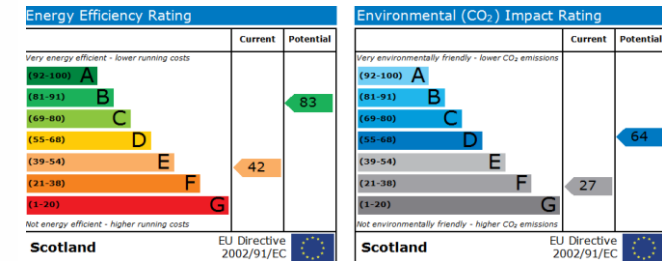 Energy Efficiency Rating
Current Potential
Very energy efficient - lower running costs
(92-100) A
(81-91) B
(69-80) C
(55-68) D
(39-54) E
(21-38) F
(1-20) G
83
42
Not energy efficient - higher running costs
Scotland
EU Directive
2002/91/EC
Environmental (CO₂) Impact Rating
Current Potential
Very environmentally friendly - lower CO₂ emissions
(92-100) A
(81-91) B
(69-80) C
(55-68) D
(39-54) E
(21-38) F
(1-20) G
64
27
Not environmentally friendly - higher CO₂ emissions
Scotland
EU Directive
2002/91/EC